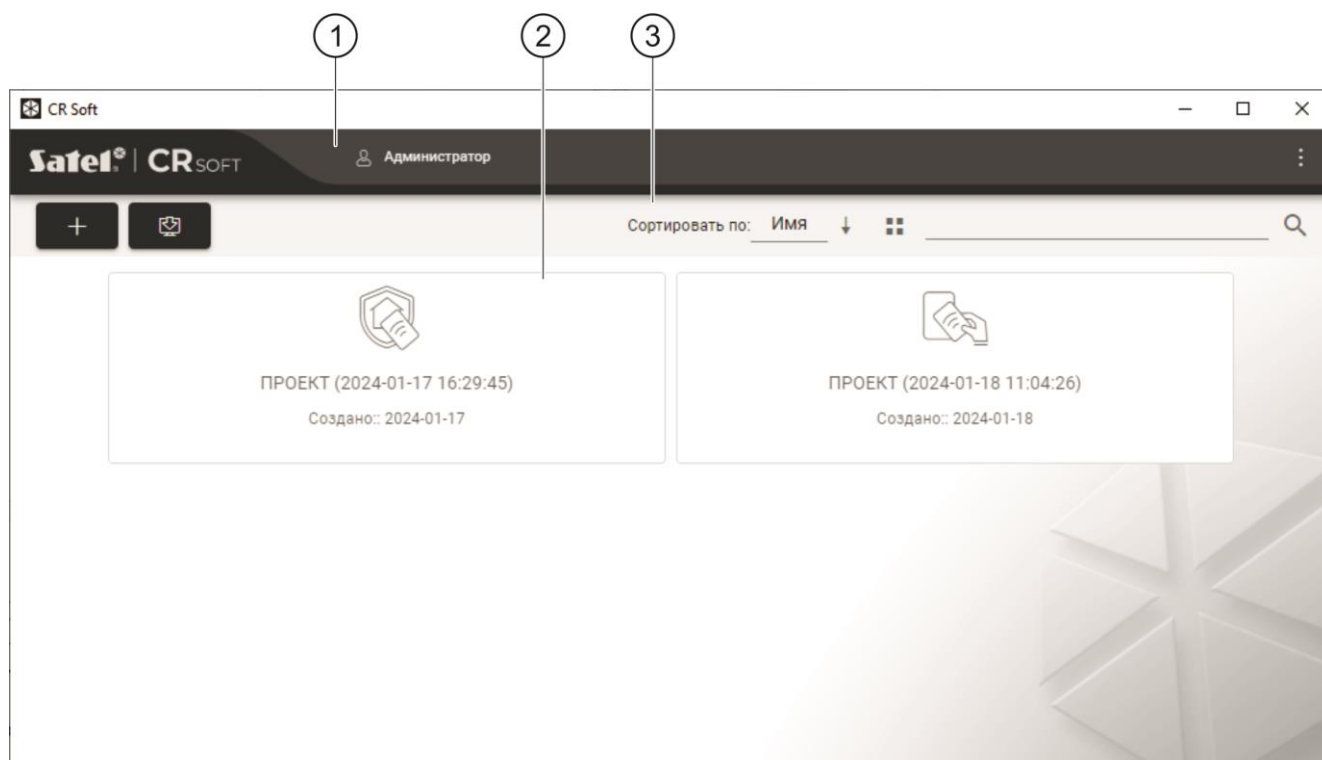 1 2 3
CR Soft
Satel® | CR SOFT Администратор
Сортировать по: Имя
ПРОЕКТ (2024-01-17 16:29:45) ПРОЕКТ (2024-01-18 11:04:26)
Создано:: 2024-01-17 Создано:: 2024-01-18